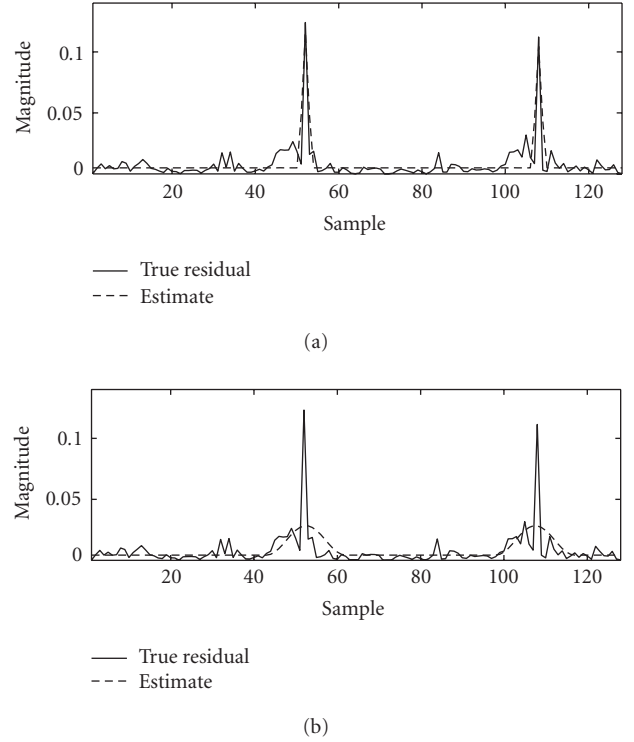 Magnitude
0.1
0.05
0
20 40 60 80 100 120
Sample
True residual
Estimate
(a)
Magnitude
0.1
0.05
0
20 40 60 80 100 120
Sample
True residual
Estimate
(b)